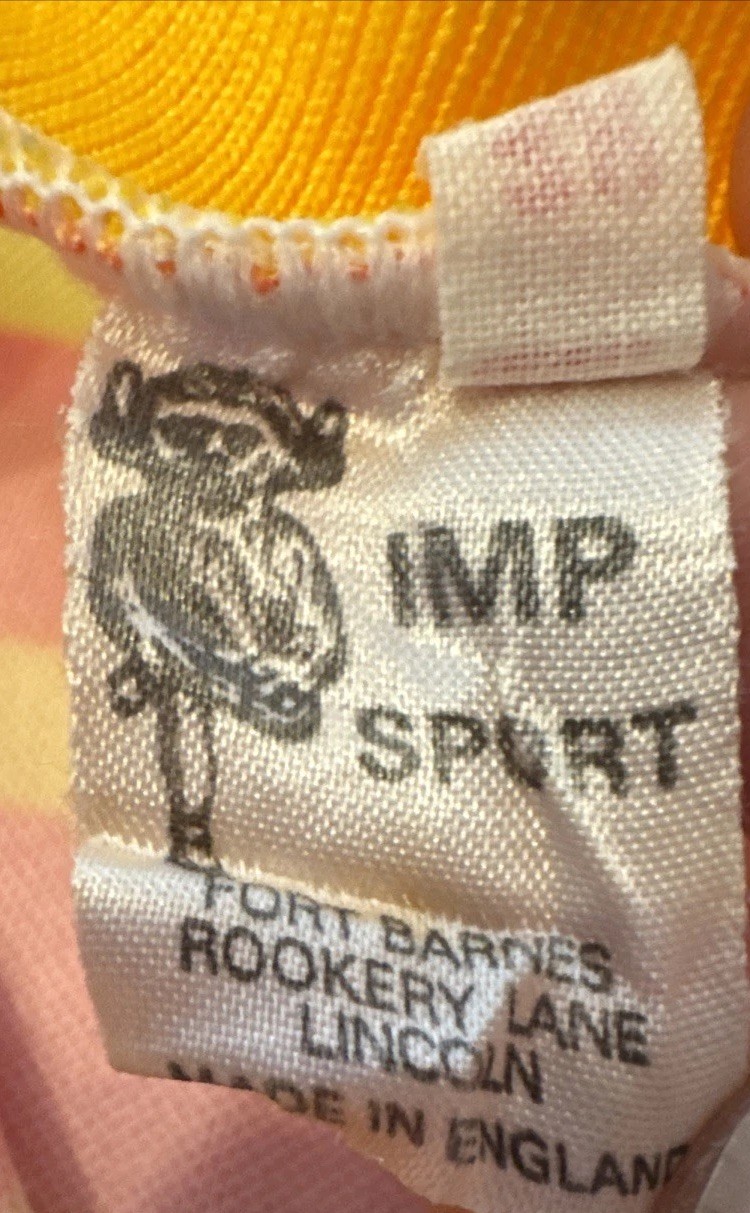 IMP
SPORT
FORT BARNES
ROOKERY LANE
LINCOLN
MADE IN ENGLAND